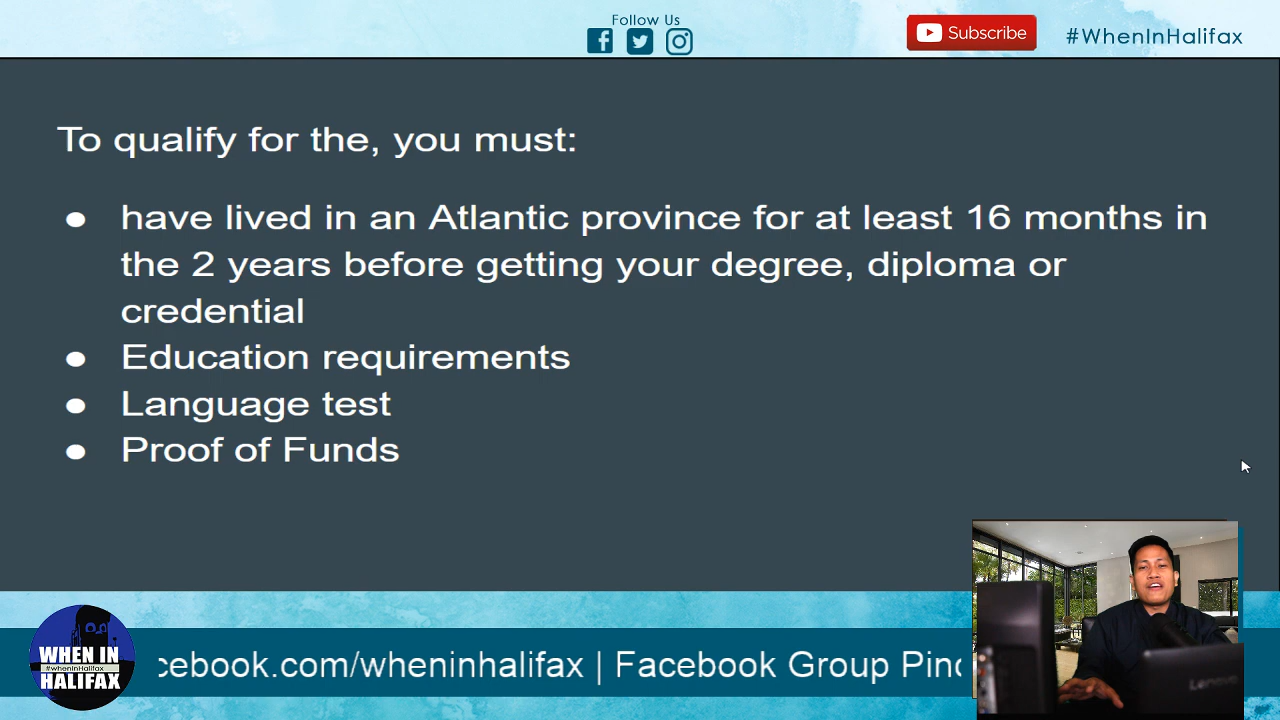 Follow Us
Subscribe
#WhenInHalifax
To qualify for the, you must:
● have lived in an Atlantic province for at least 16 months in
the 2 years before getting your degree, diploma or
credential
● Education requirements
● Language test
● Proof of Funds
WHEN IN
#wheninHalifax
HALIFAX
cebook.com/wheninhalifax | Facebook Group Pino
Lenovo